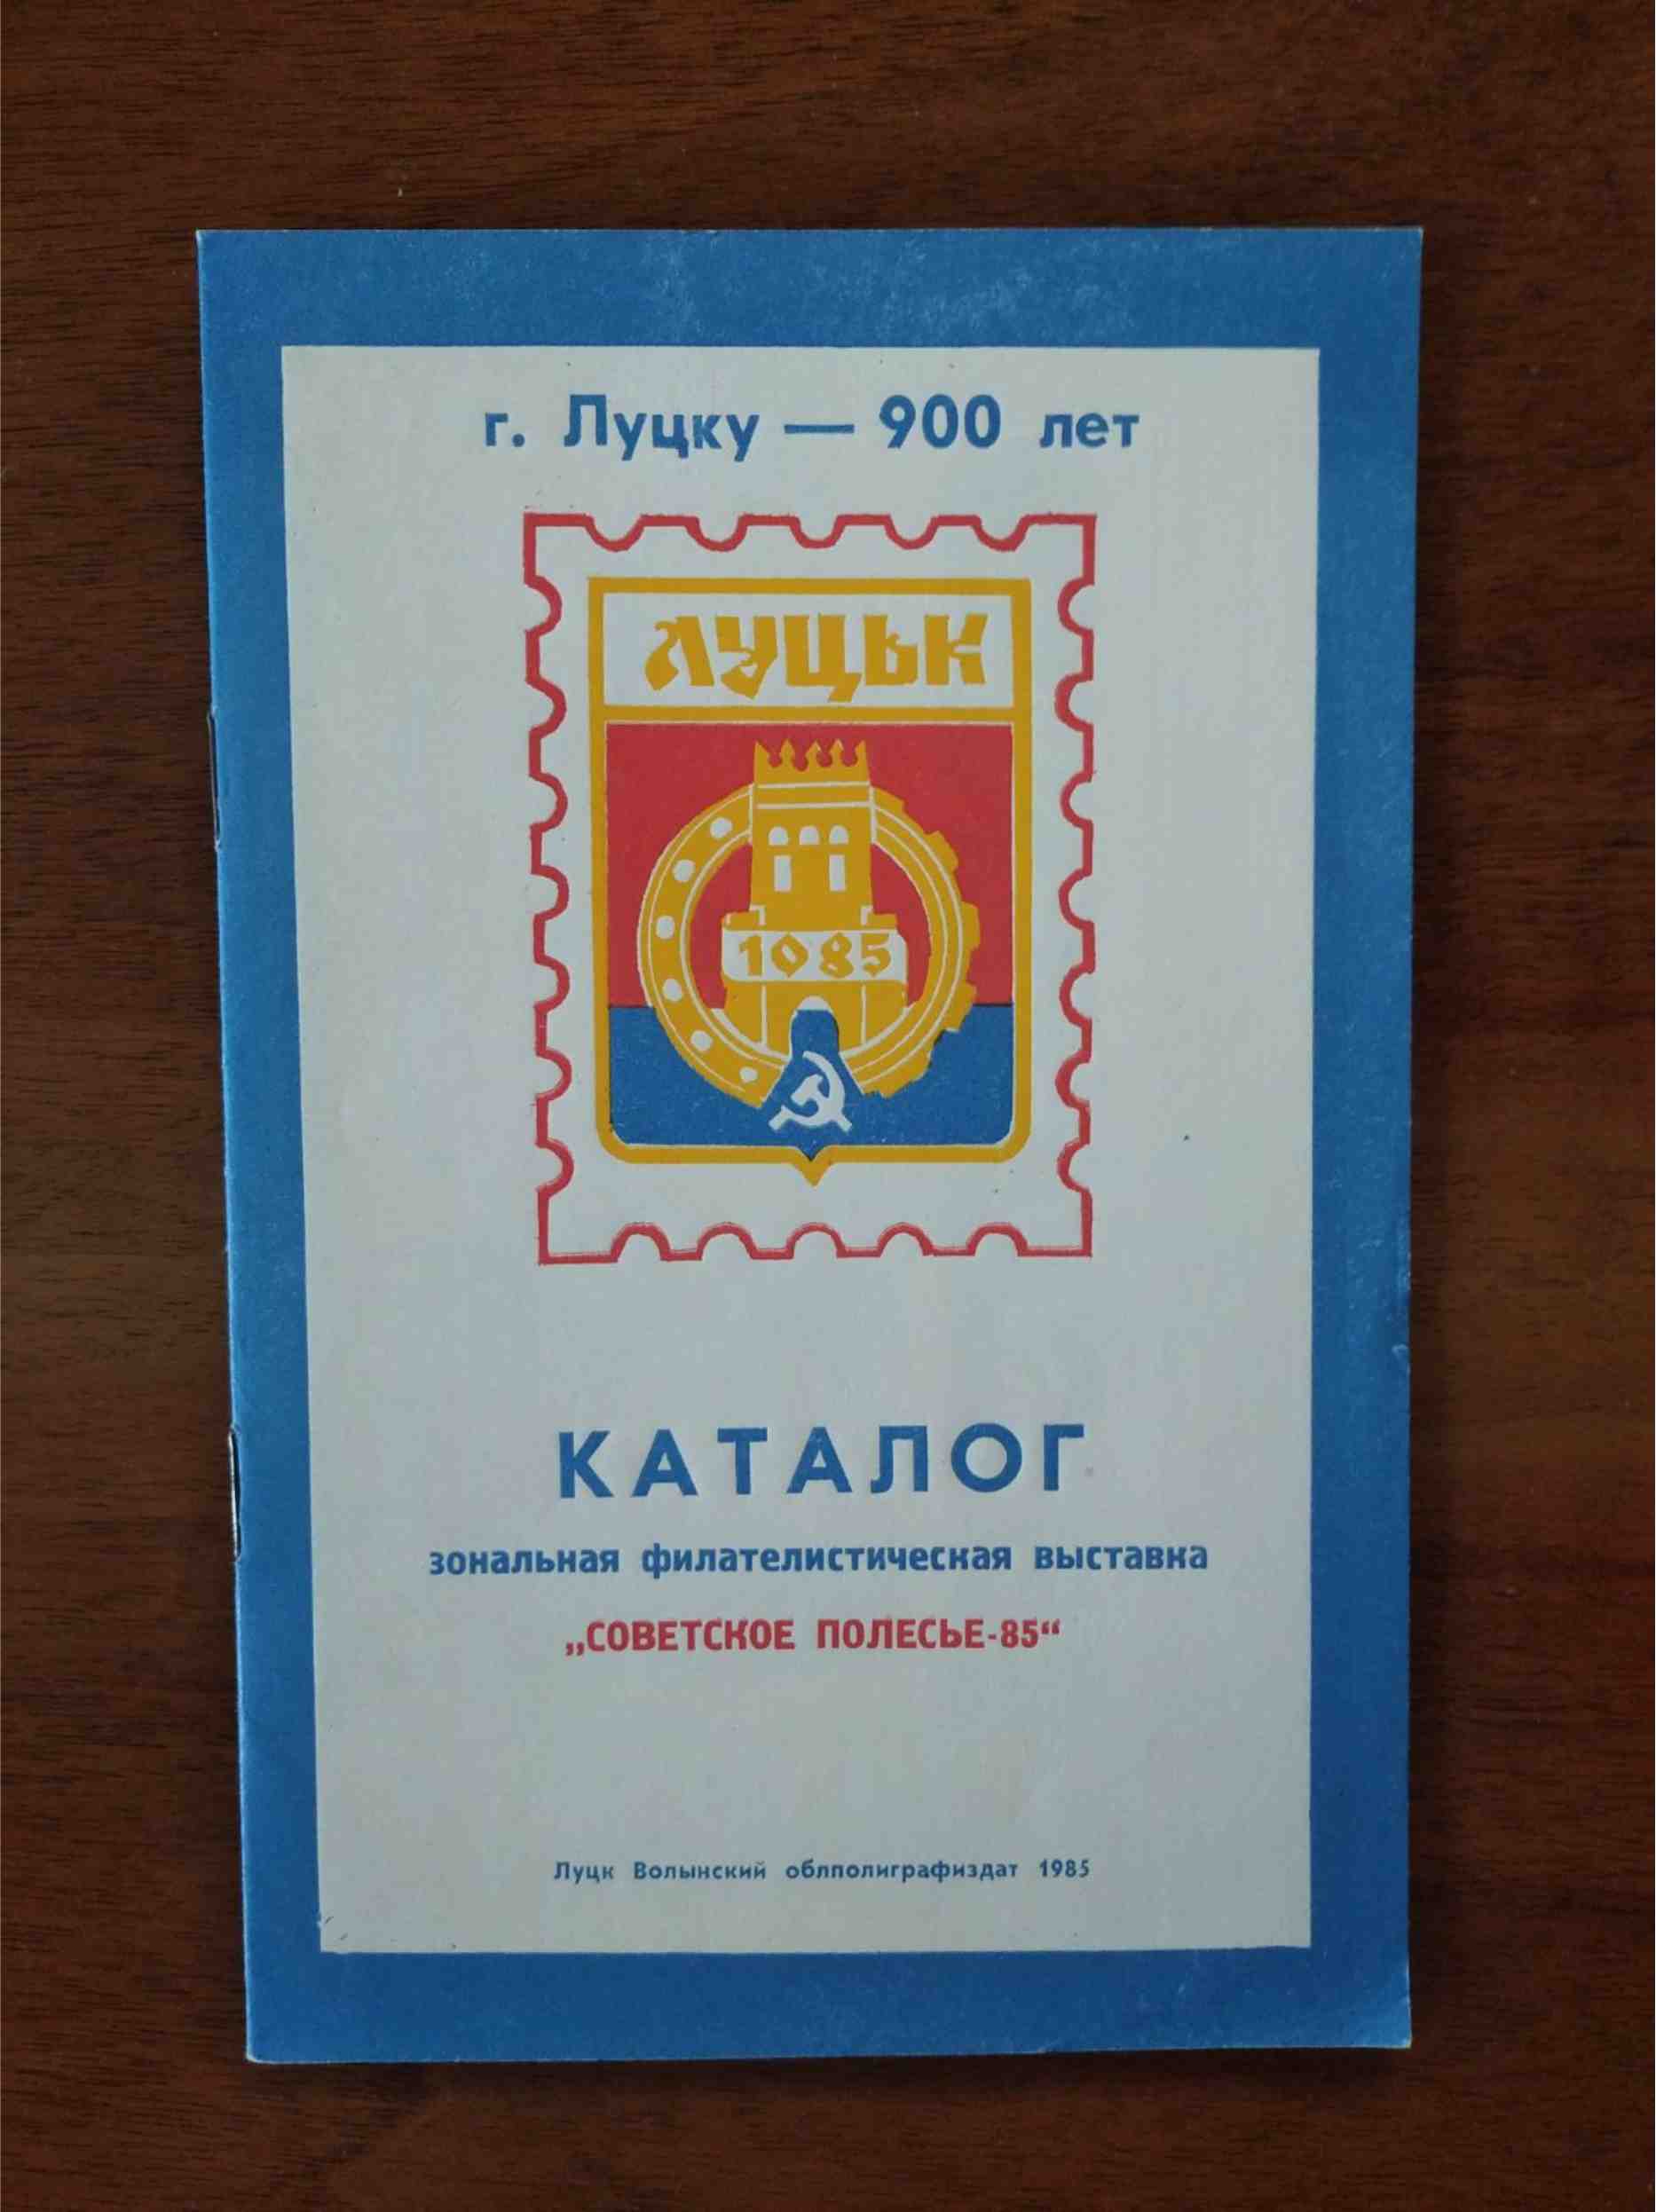 г. Луцку — 900 лет
ЛУЦЬК
1085
КАТАЛОГ
зональная филателистическая выставка
„СОВЕТСКОЕ ПОЛЕСЬЕ-85“
Луцк Волынский облполиграфиздат 1985